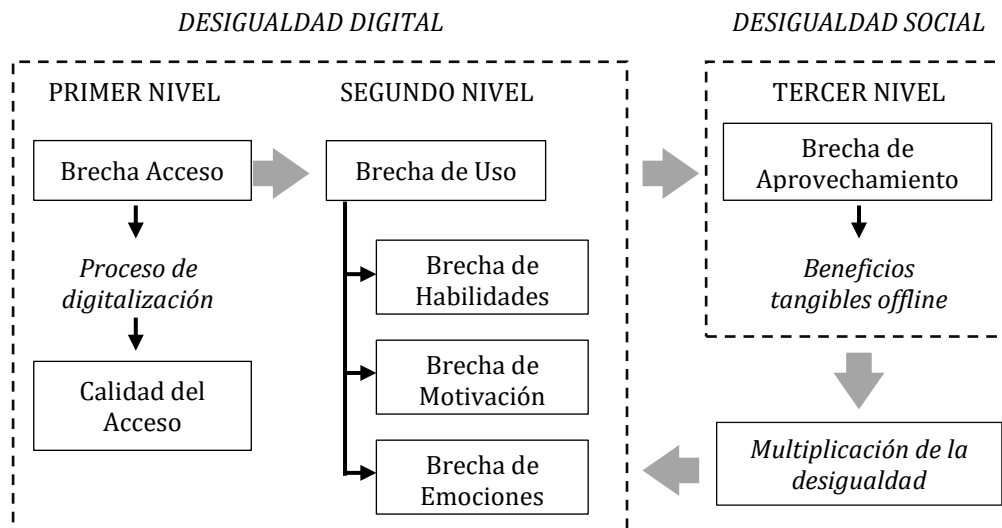 DESIGUALDAD DIGITAL
DESIGUALDAD SOCIAL
PRIMER NIVEL
SEGUNDO NIVEL
TERCER NIVEL
Brecha Acceso
Brecha de Uso
Brecha de
Aprovechamiento
Proceso de
digitalización
Brecha de
Habilidades
Beneficios
tangibles offline
Calidad del
Acceso
Brecha de
Motivación
Brecha de
Emociones
Multiplicación de la
desigualdad